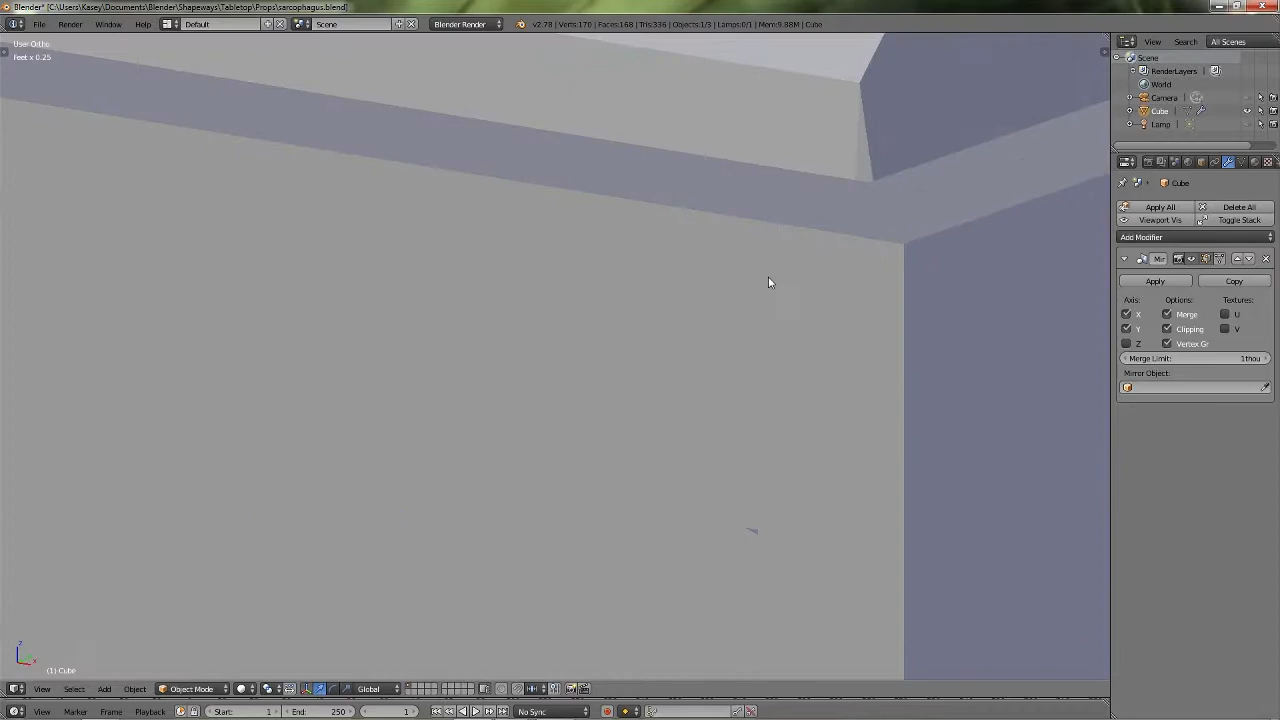 Blender* [C:\Users\Kasey\Documents\Blender\Shapeways\Tabletop\Props\sarcophagus.blend]
File Render Window Help Default Scene Blender Render v2.78 | Verts:170 | Faces:168 | Tris:336 | Objects:1/3 | Lamps:0/1 | Mem:9.88M | Cube
View Search All Scenes
User Ortho
Feet x 0.25
Scene
RenderLayers
World
Camera
Cube
Lamp
Cube
Apply All Delete All
Viewport Vis Toggle Stack
Add Modifier
Mir
Apply Copy
Axis: Options: Textures:
X Merge U
Y Clipping V
Z Vertex Gr
Merge Limit: 1thou
Mirror Object:
z
x
(1) Cube
View Select Add Object Object Mode Global
View Marker Frame Playback Start: 1 End: 250 1 No Sync